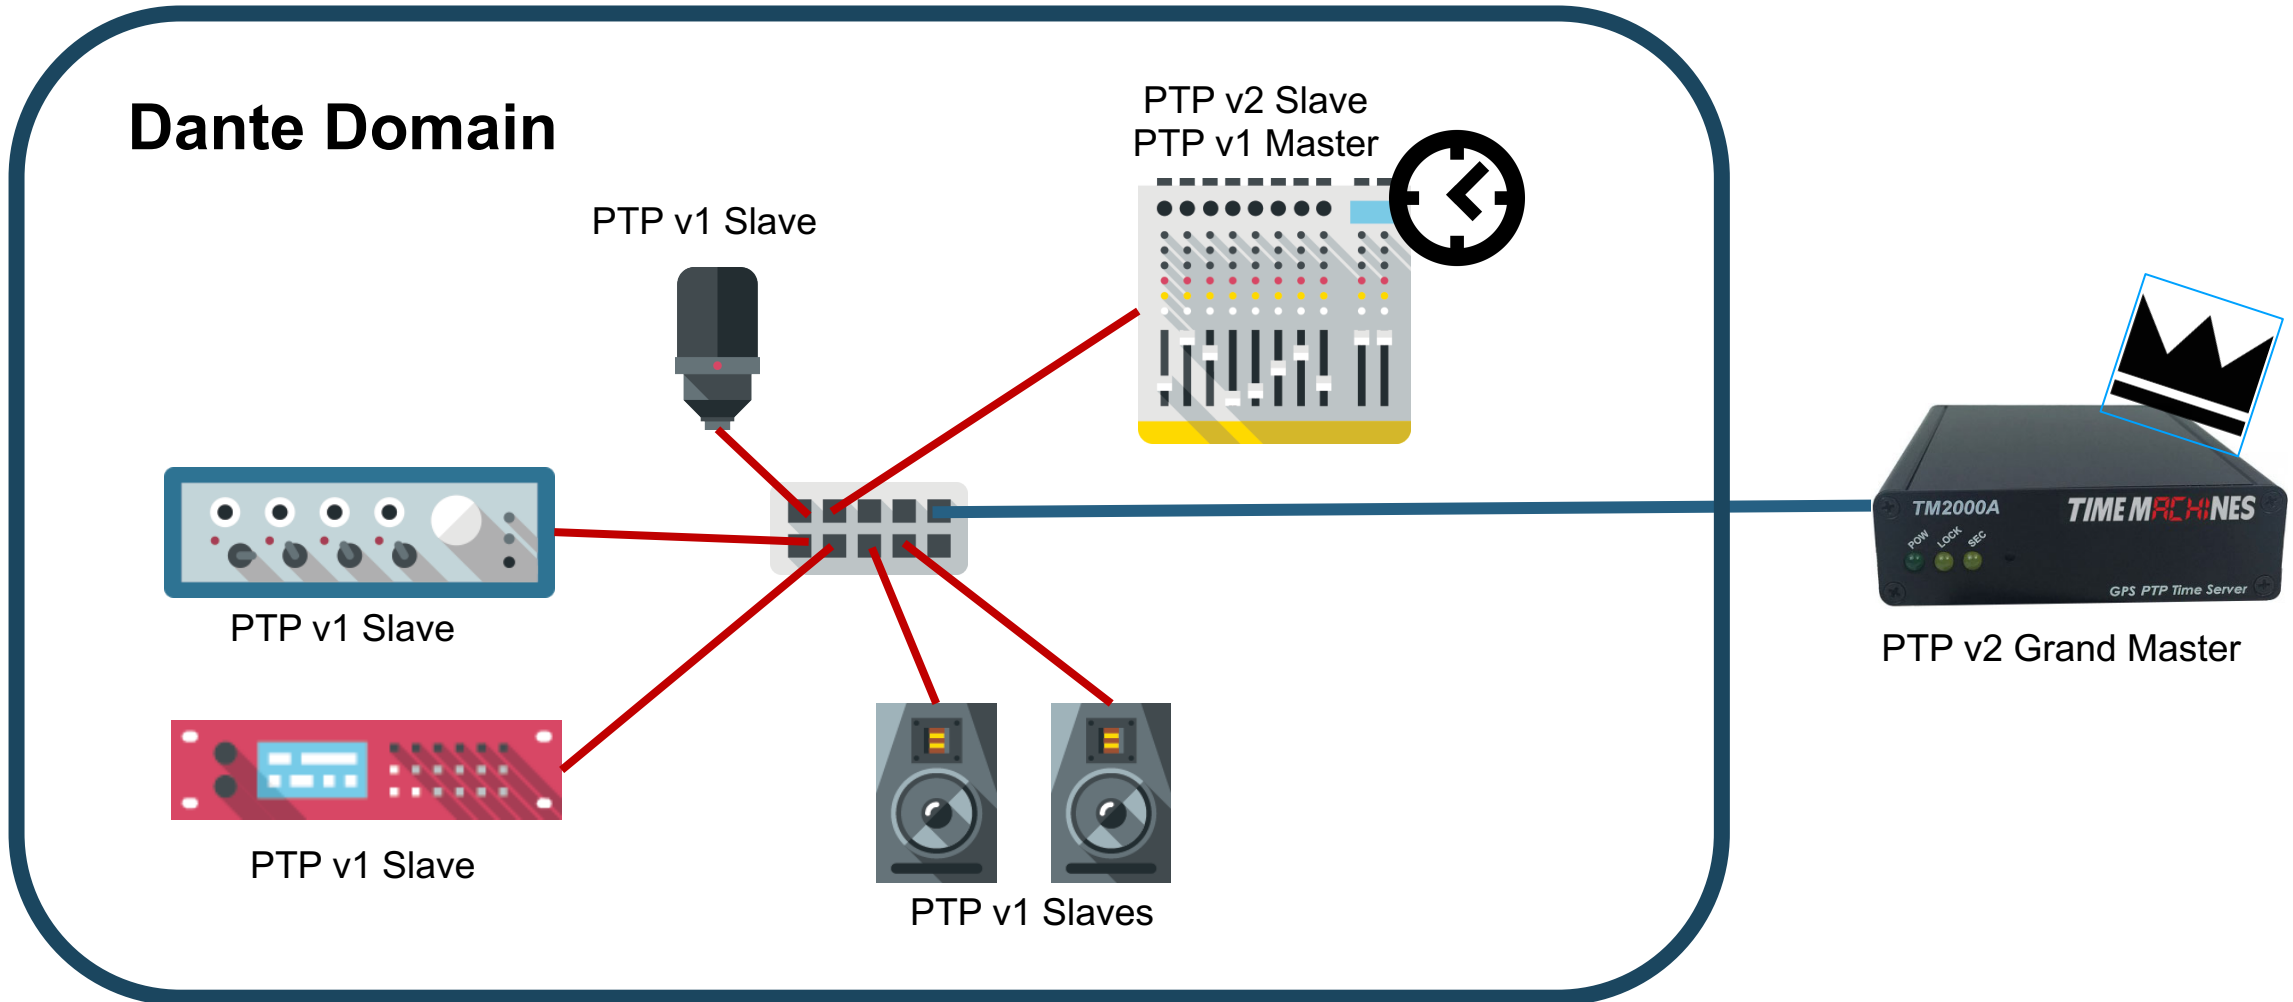 Dante Domain
PTP v2 Slave
PTP v1 Master
PTP v1 Slave
TM2000A
TIME MACHINES
POW LOCK SEC
GPS PTP Time Server
PTP v1 Slave
PTP v2 Grand Master
PTP v1 Slave
PTP v1 Slaves